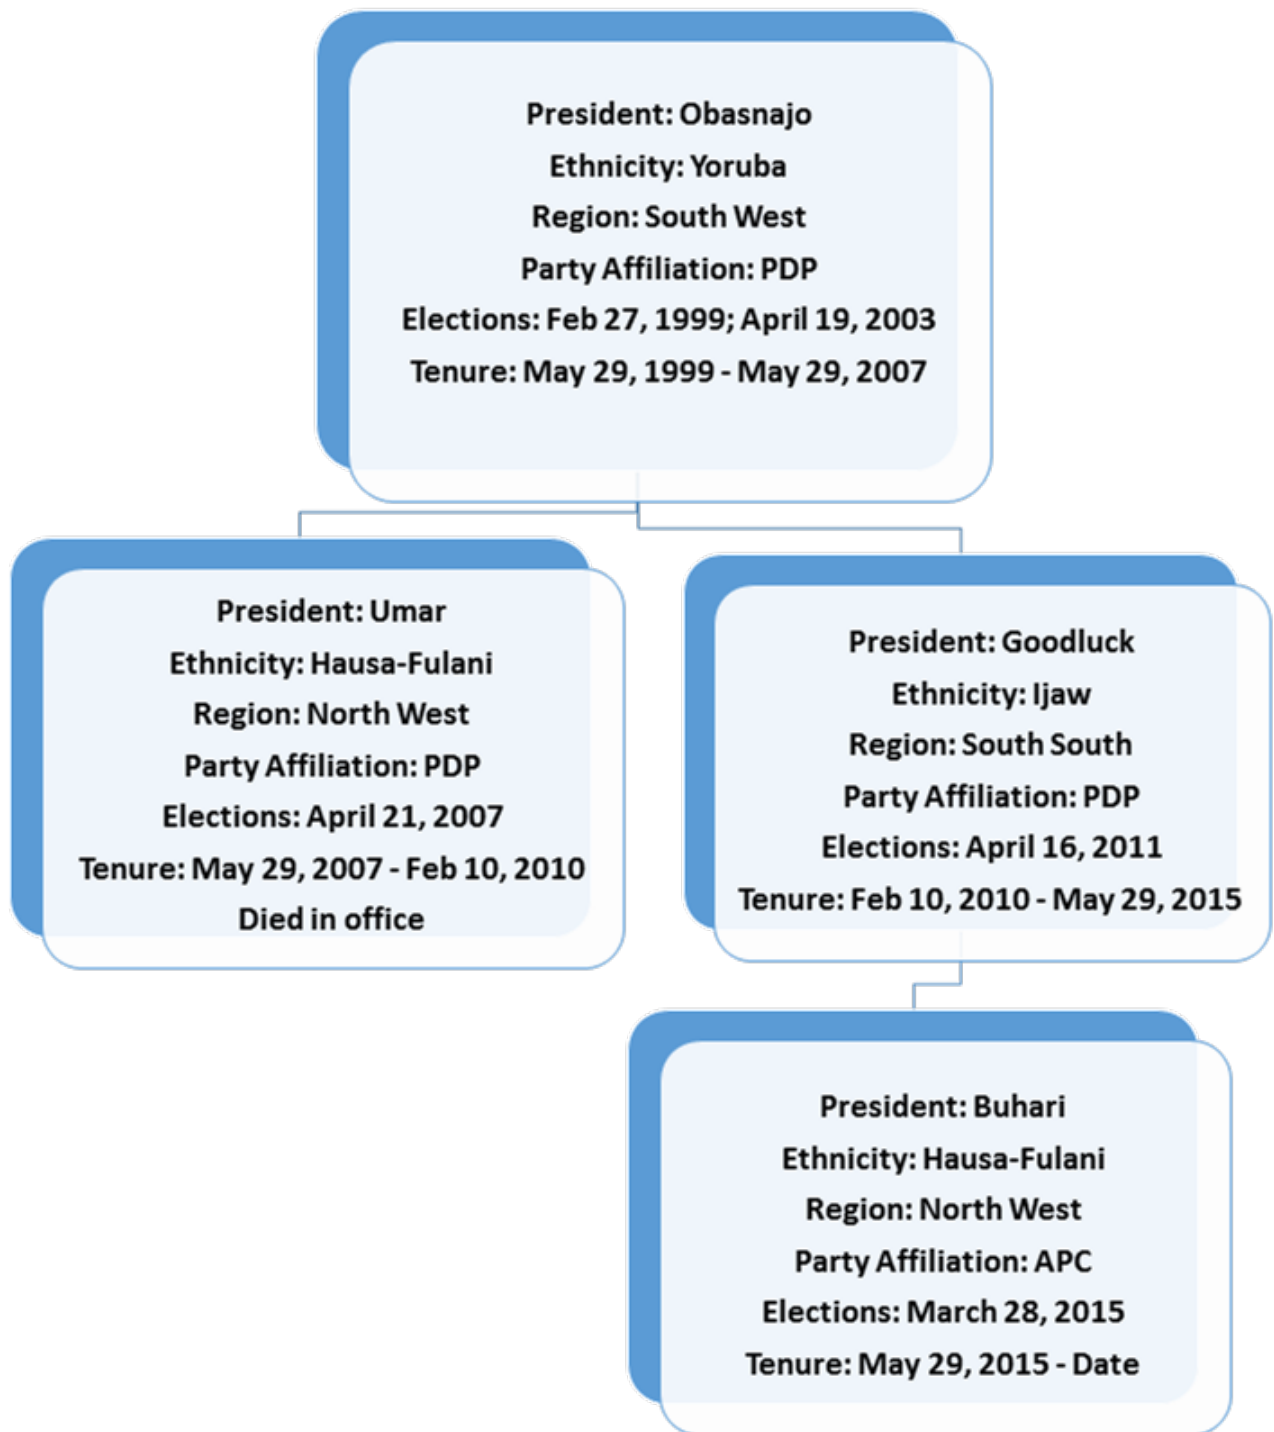 President: Obasnajo
Ethnicity: Yoruba
Region: South West
Party Affiliation: PDP
Elections: Feb 27, 1999; April 19, 2003
Tenure: May 29, 1999 - May 29, 2007
President: Umar
Ethnicity: Hausa-Fulani
Region: North West
Party Affiliation: PDP
Elections: April 21, 2007
Tenure: May 29, 2007 - Feb 10, 2010
Died in office
President: Goodluck
Ethnicity: Ijaw
Region: South South
Party Affiliation: PDP
Elections: April 16, 2011
Tenure: Feb 10, 2010 - May 29, 2015
President: Buhari
Ethnicity: Hausa-Fulani
Region: North West
Party Affiliation: APC
Elections: March 28, 2015
Tenure: May 29, 2015 - Date